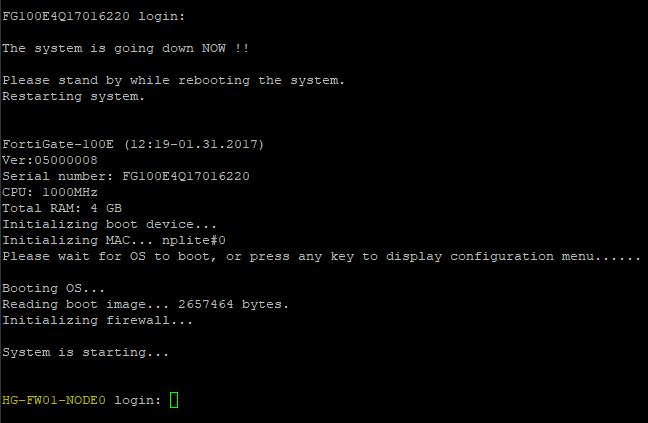 FG100E4Q17016220 login:
The system is going down NOW !!
Please stand by while rebooting the system.
Restarting system.
FortiGate-100E (12:19-01.31.2017)
Ver:05000008
Serial number: FG100E4Q17016220
CPU: 1000MHz
Total RAM: 4 GB
Initializing boot device...
Initializing MAC... nplite#0
Please wait for OS to boot, or press any key to display configuration menu......
Booting OS...
Reading boot image... 2657464 bytes.
Initializing firewall...
System is starting...
HG-FW01-NODE0 login: